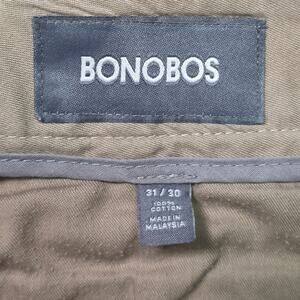 BONOBOS
31 / 30
100%
COTTON
MADE IN
MALAYSIA